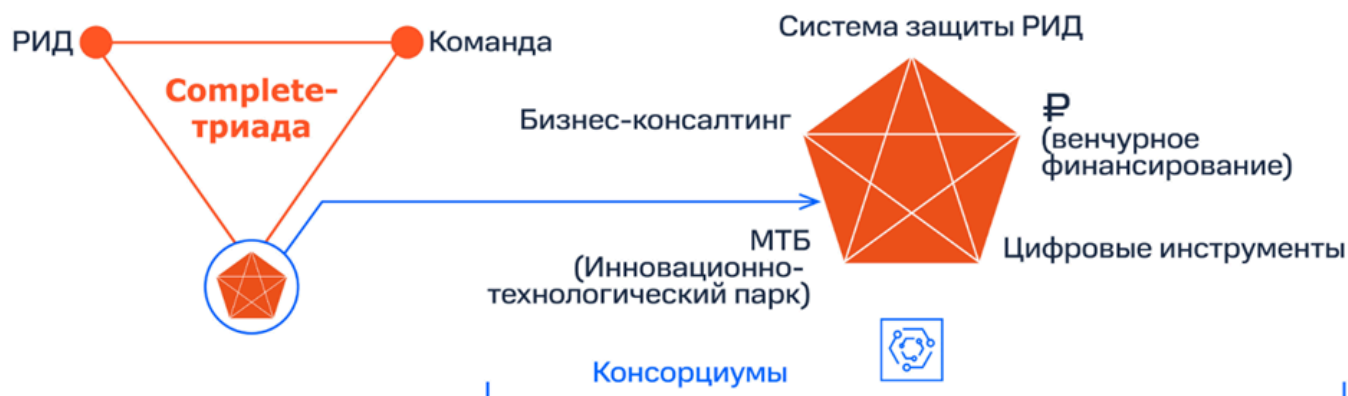 РИД
Команда
Complete-
триада
Система защиты РИД
Бизнес-консалтинг
₽
(венчурное
финансирование)
МТБ
(Инновационно-
технологический парк)
Цифровые инструменты
Консорциумы